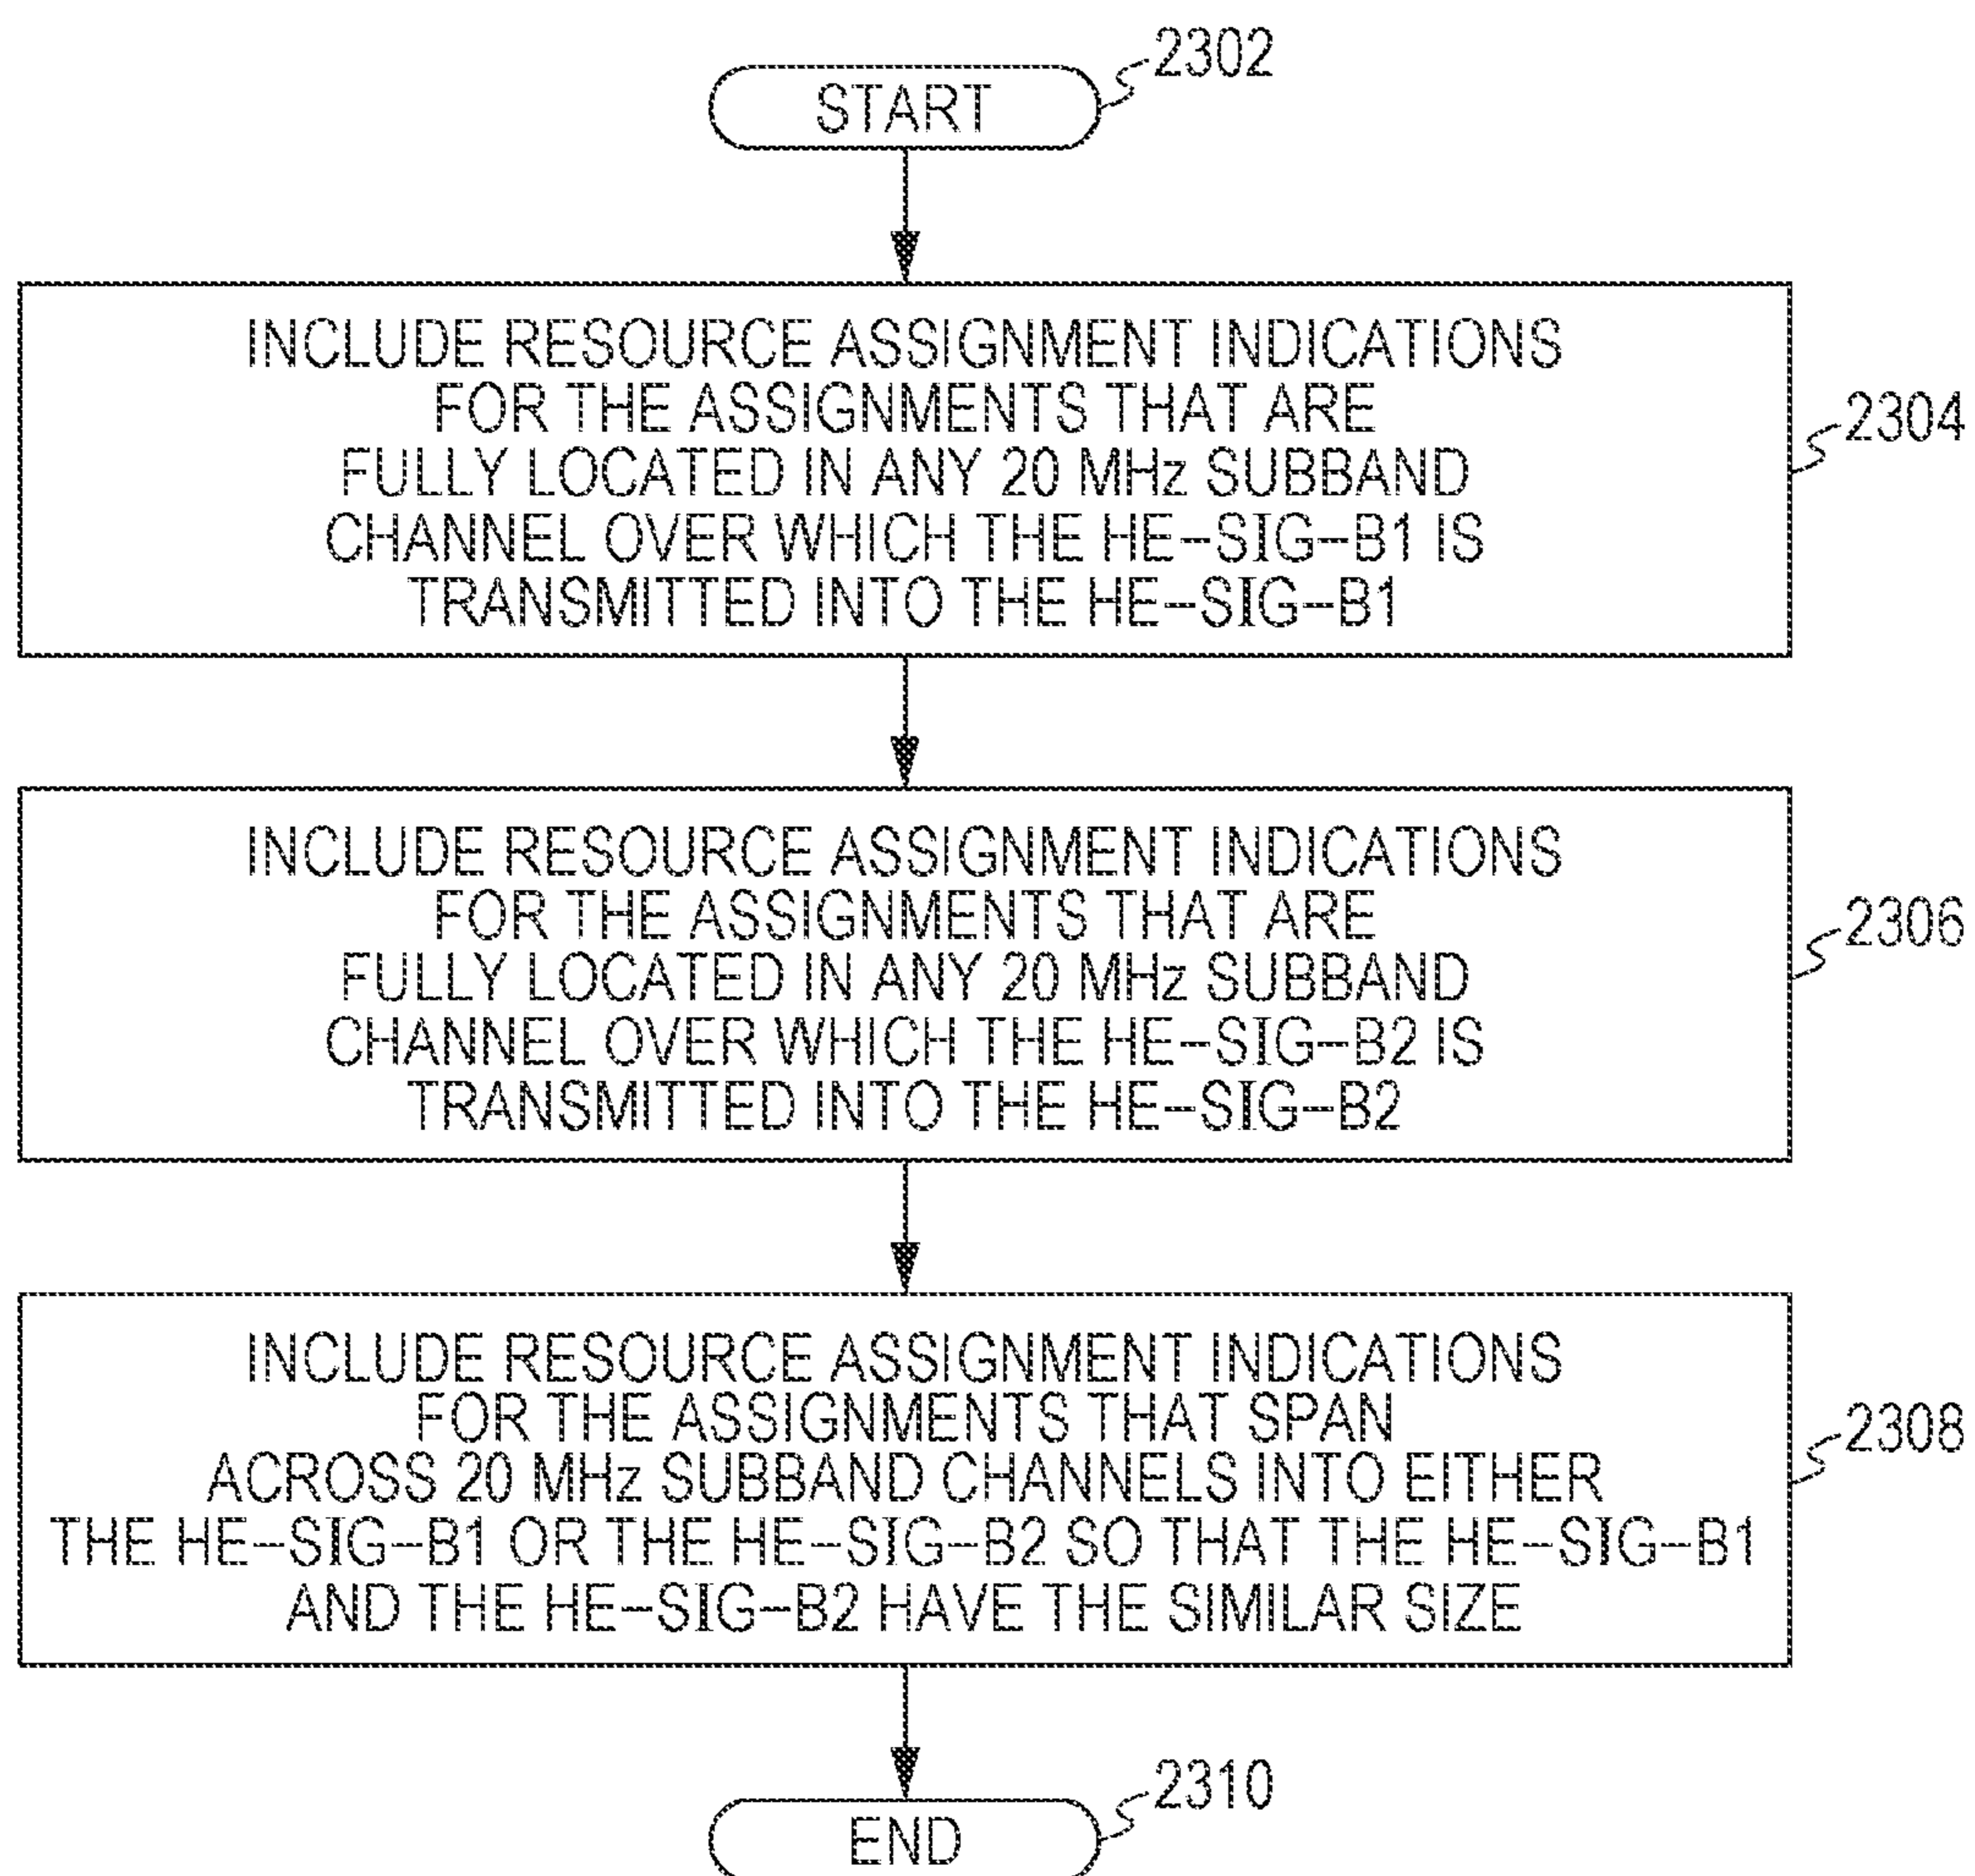 2302
START
INCLUDE RESOURCE ASSIGNMENT INDICATIONS
FOR THE ASSIGNMENTS THAT ARE
FULLY LOCATED IN ANY 20 MHz SUBBAND
CHANNEL OVER WHICH THE HE-SIG-B1 IS
TRANSMITTED INTO THE HE-SIG-B1
2304
INCLUDE RESOURCE ASSIGNMENT INDICATIONS
FOR THE ASSIGNMENTS THAT ARE
FULLY LOCATED IN ANY 20 MHz SUBBAND
CHANNEL OVER WHICH THE HE-SIG-B2 IS
TRANSMITTED INTO THE HE-SIG-B2
2306
INCLUDE RESOURCE ASSIGNMENT INDICATIONS
FOR THE ASSIGNMENTS THAT SPAN
ACROSS 20 MHz SUBBAND CHANNELS INTO EITHER
THE HE-SIG-B1 OR THE HE-SIG-B2 SO THAT THE HE-SIG-B1
AND THE HE-SIG-B2 HAVE THE SIMILAR SIZE
2308
2310
END